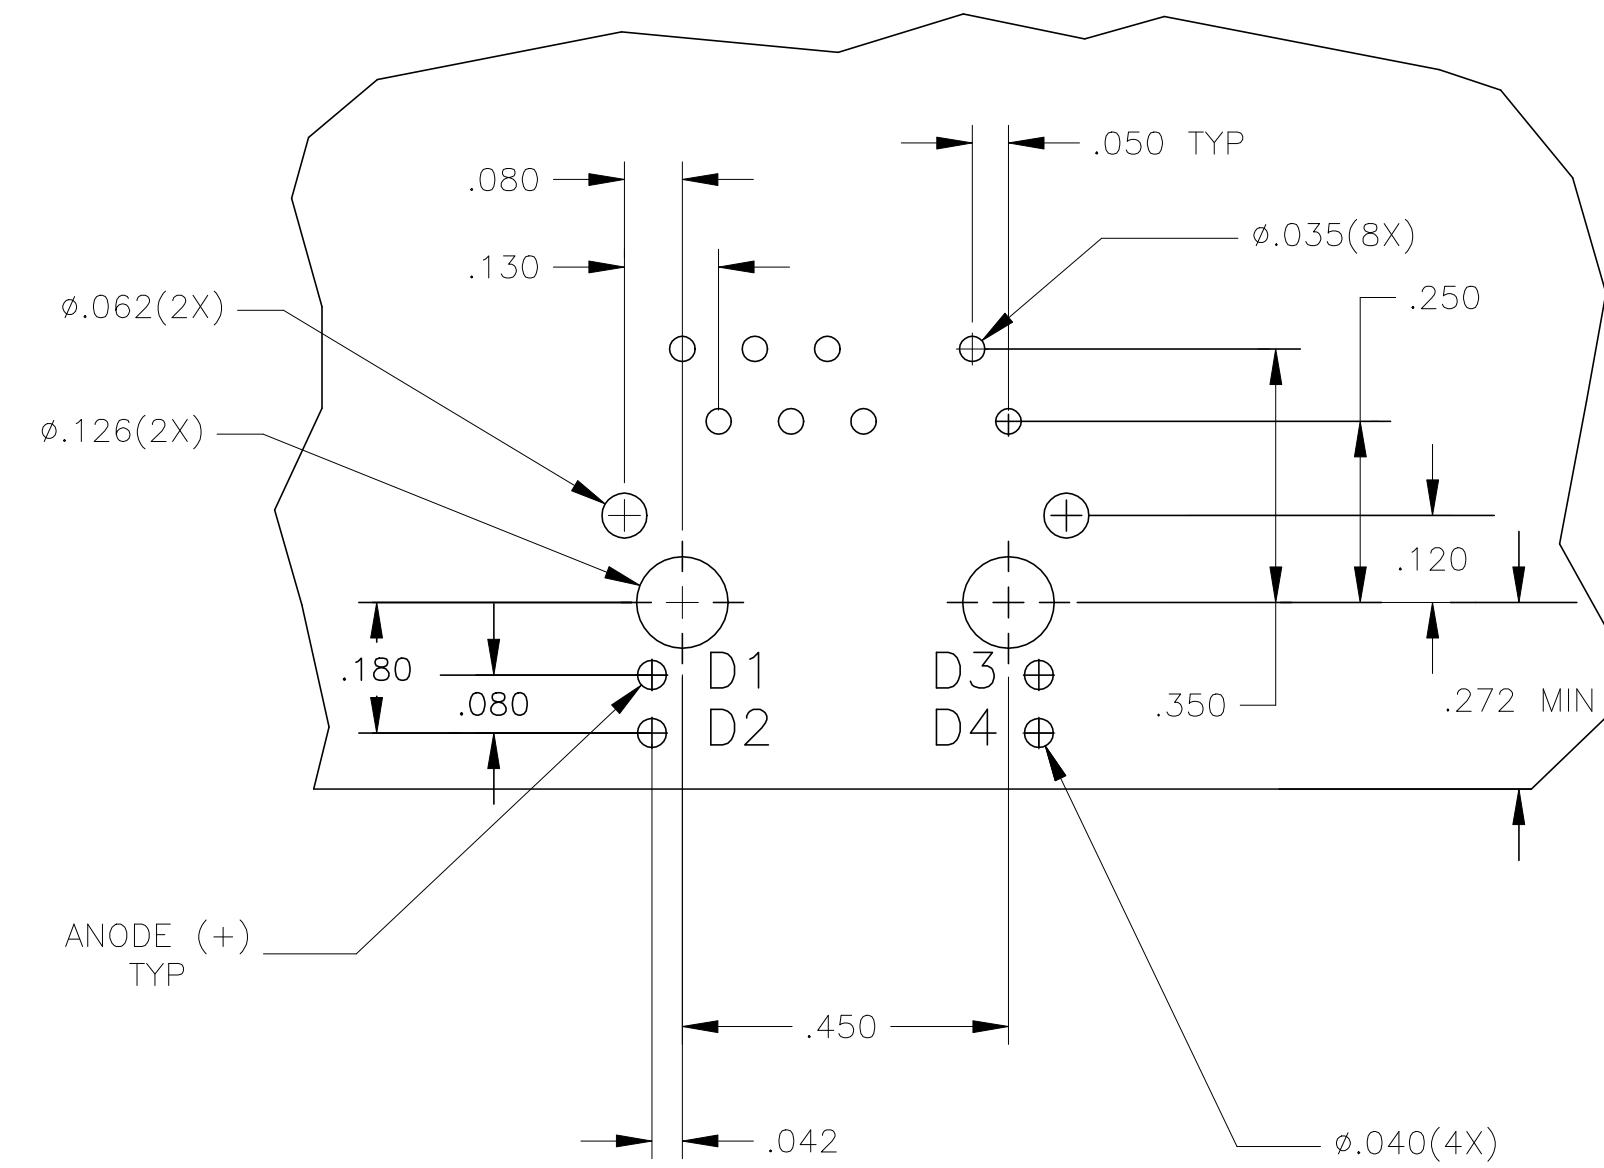 .050 TYP
.080
ø.035(8X)
.130
.250
ø.062(2X)
ø.126(2X)
.120
.180
D1
D3
.080
.350
.272 MIN
D2
D4
ANODE (+)
TYP
.450
.042
ø.040(4X)